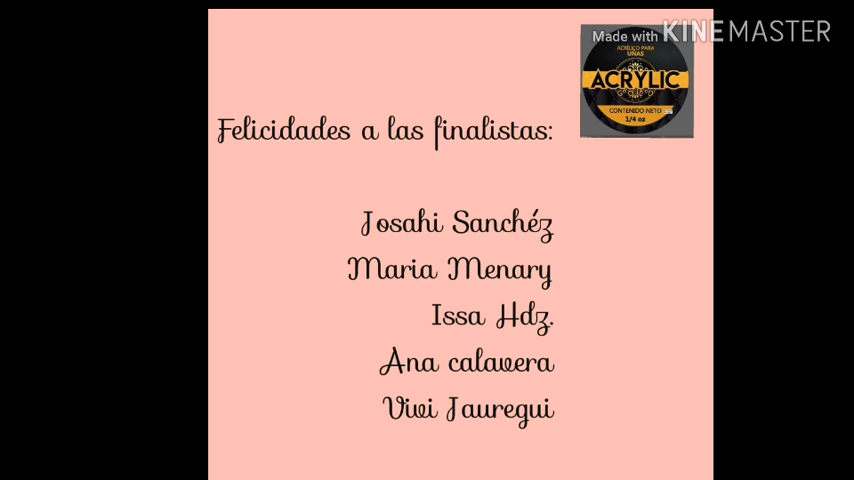 Made with KINEMASTER
ACRÍLICO PARA
UÑAS
ACRYLIC
CONTENIDO NETO
1/4 oz
Felicidades a las finalistas:
Josahi Sanchéz
Maria Menary
Issa Hdz.
Ana calavera
Vivi Jauregui